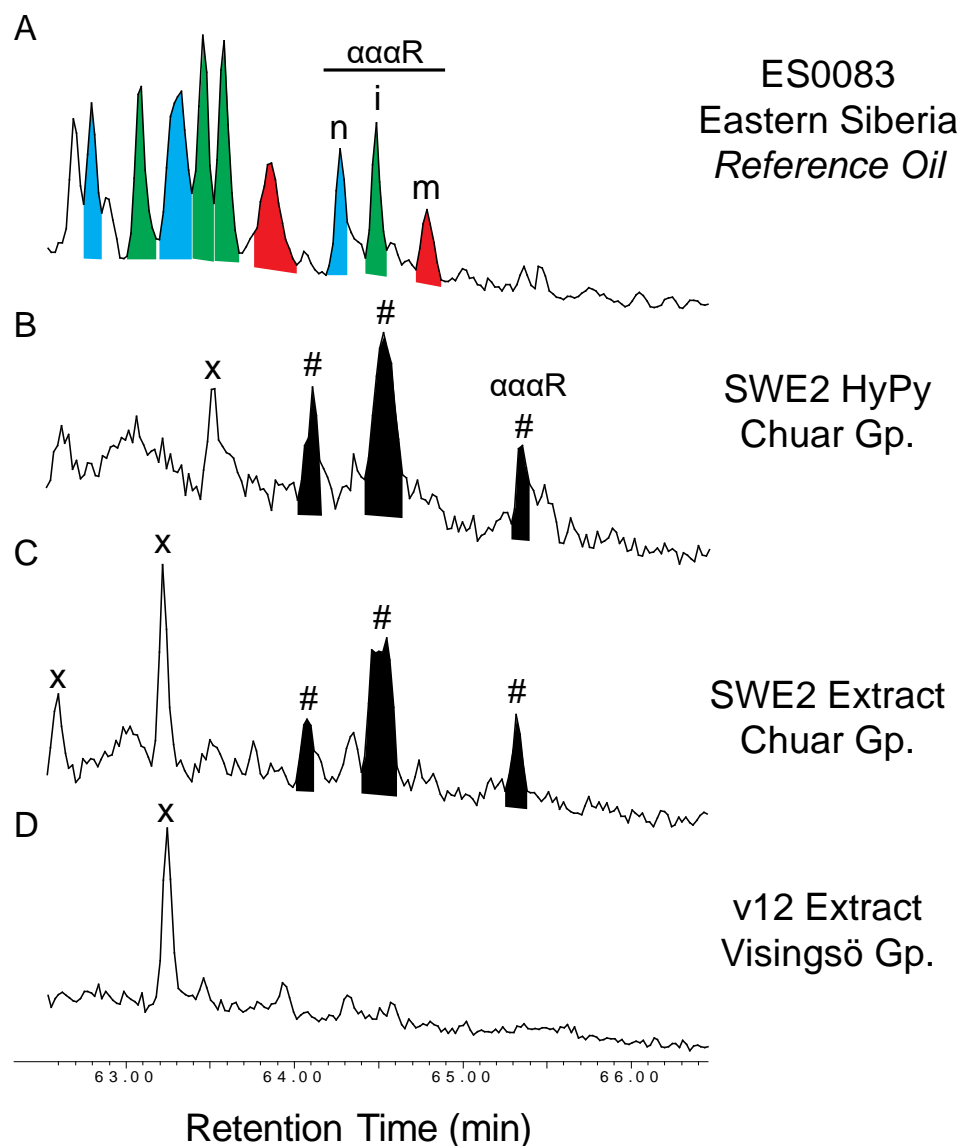 A
αααR
i
n
m
ES0083
Eastern Siberia
Reference Oil
B
x
#
#
αααR
#
SWE2 HyPy
Chuar Gp.
C
x
x
#
#
#
SWE2 Extract
Chuar Gp.
D
x
v12 Extract
Visingsö Gp.
63.00 64.00 65.00 66.00
Retention Time (min)